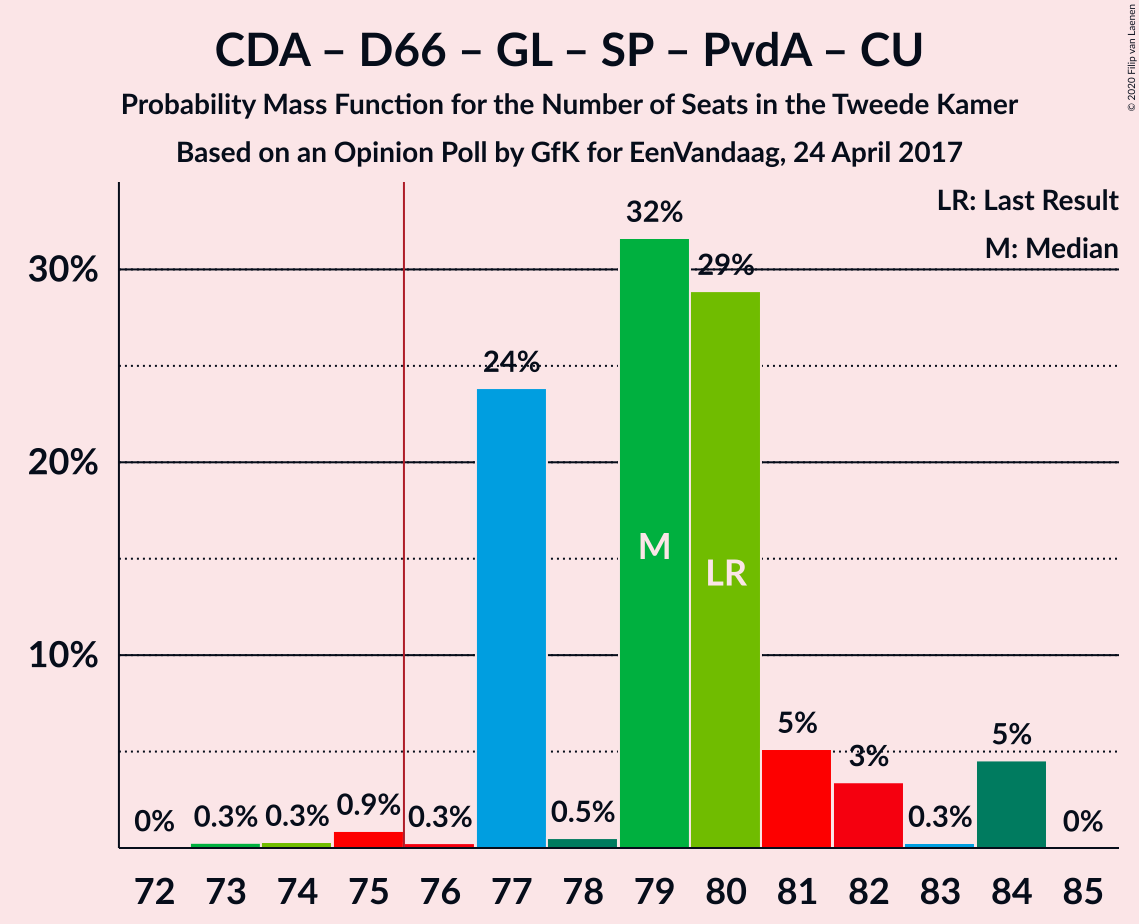 CDA – D66 – GL – SP – PvdA – CU
Probability Mass Function for the Number of Seats in the Tweede Kamer
Based on an Opinion Poll by GfK for EenVandaag, 24 April 2017
© 2020 Filip van Laenen
LR: Last Result
M: Median
30%
20%
10%
0%
0.3%
0.3%
0.9%
0.3%
24%
0.5%
32%
29%
5%
3%
0.3%
5%
0%
M
LR
72 73 74 75 76 77 78 79 80 81 82 83 84 85